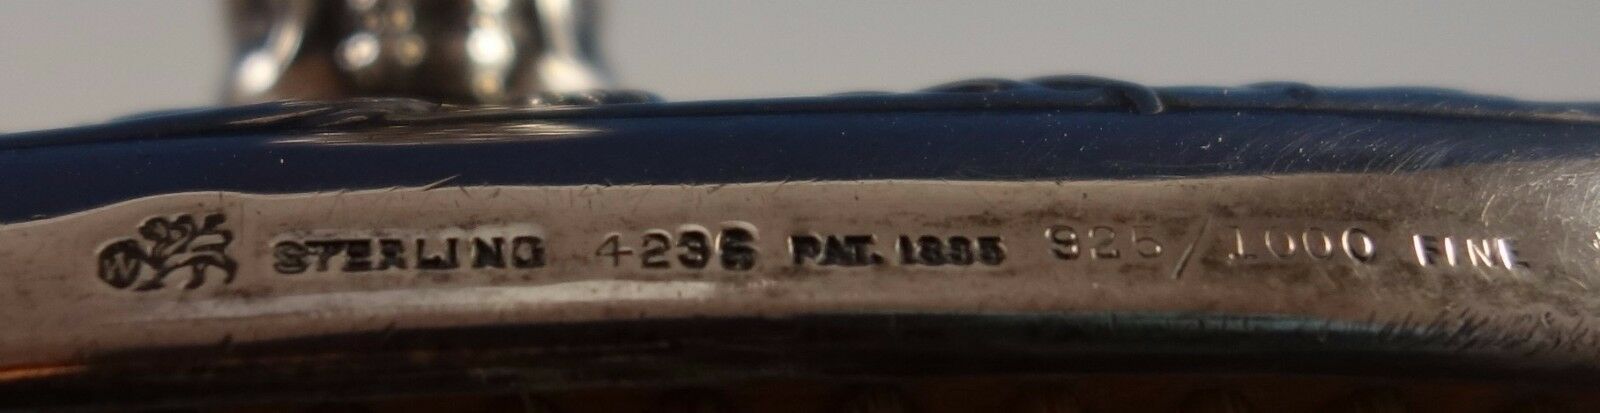 W STERLING 4236 PAT. 1885 925/1000 FINE